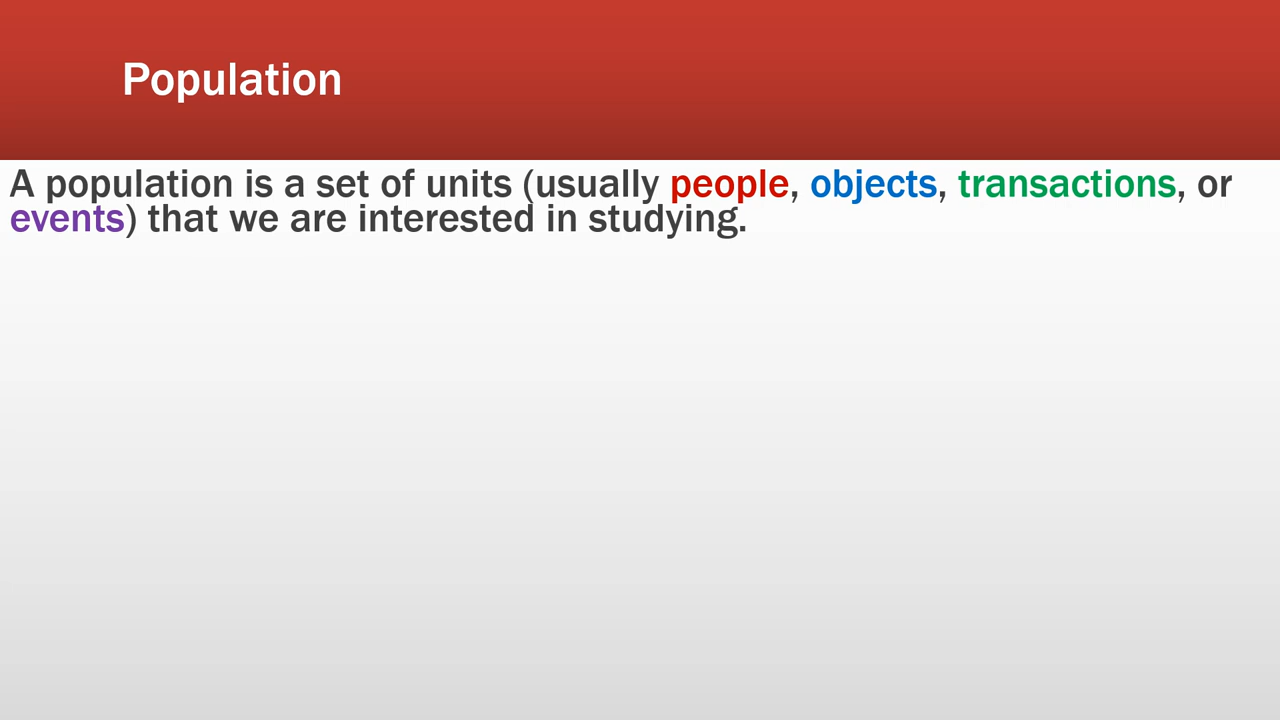 Population
A population is a set of units (usually people, objects, transactions, or
events) that we are interested in studying.